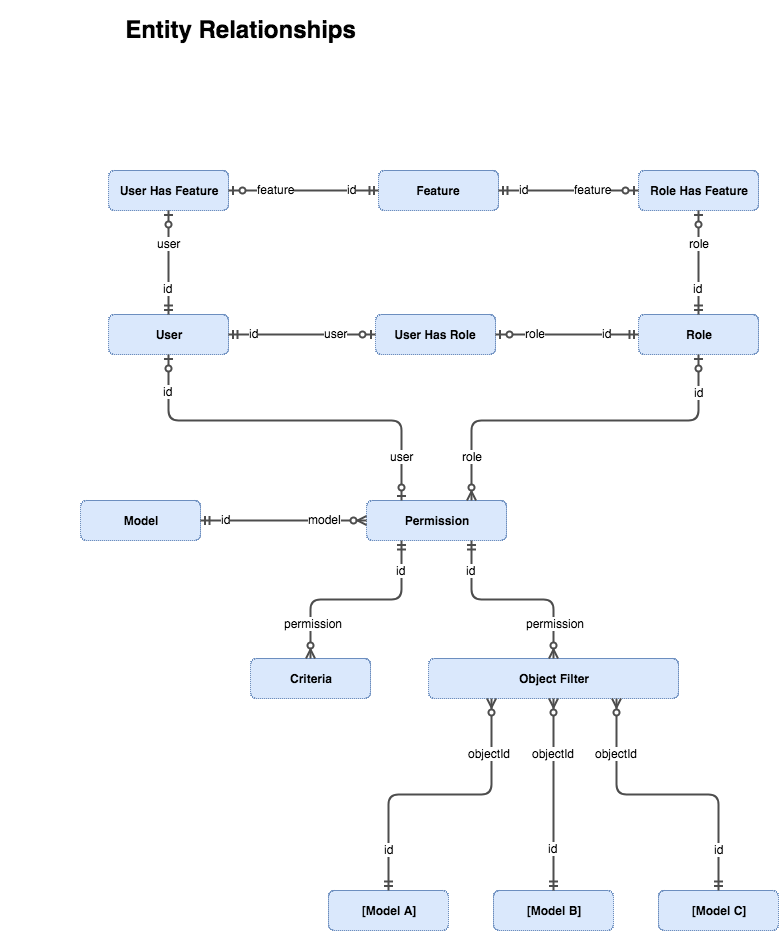 Entity Relationships
User Has Feature
feature
id
Feature
id
feature
Role Has Feature
user
role
id
id
User
id
user
User Has Role
role
id
Role
id
id
user
role
Model
id
model
Permission
id
id
permission
permission
Criteria
Object Filter
objectId
objectId
objectId
id
id
id
[Model A]
[Model B]
[Model C]